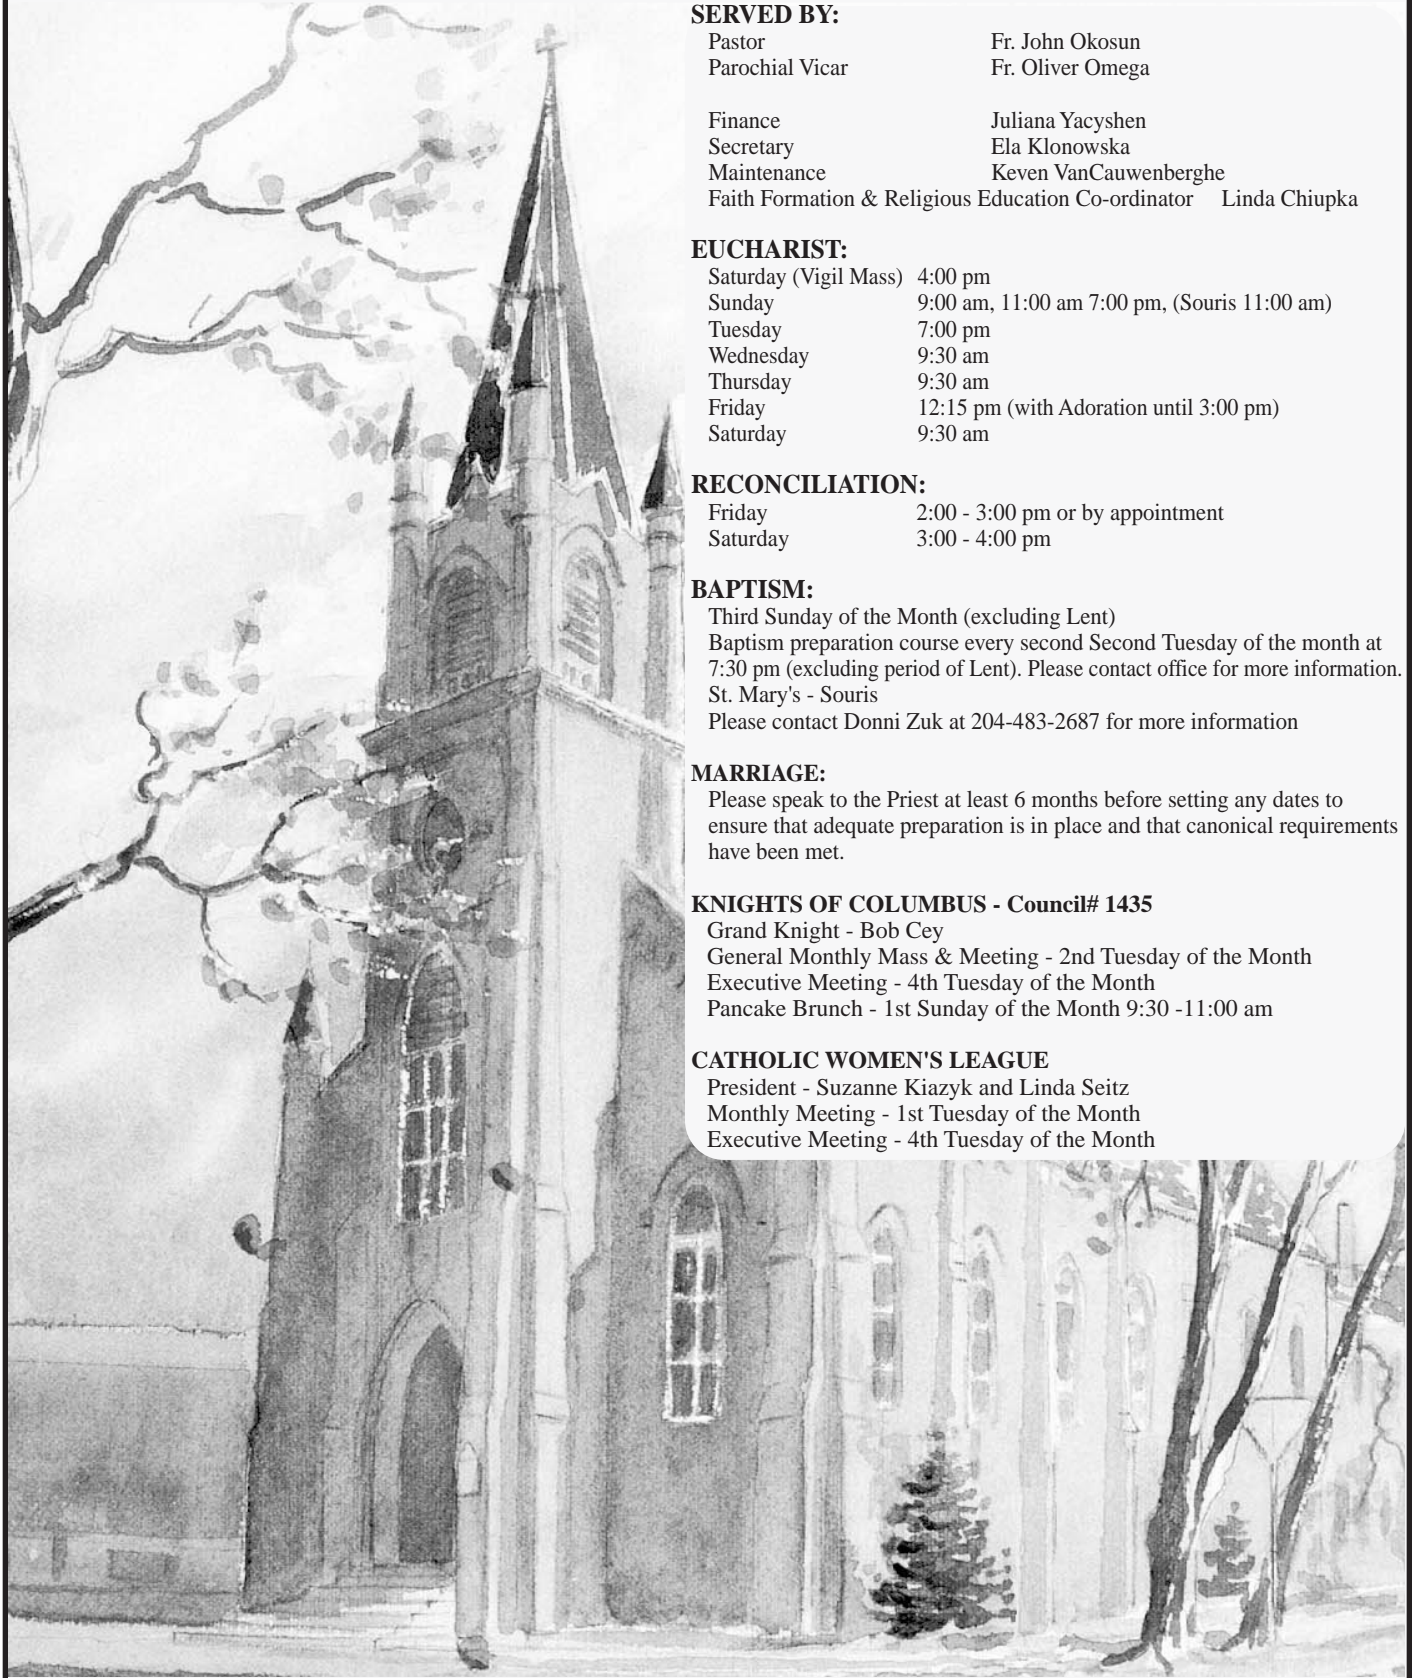 SERVED BY:
Pastor Fr. John Okosun
Parochial Vicar Fr. Oliver Omega
Finance Juliana Yacyshen
Secretary Ela Klonowska
Maintenance Keven VanCauwenberghe
Faith Formation & Religious Education Co-ordinator Linda Chiupka
EUCHARIST:
Saturday (Vigil Mass) 4:00 pm
Sunday 9:00 am, 11:00 am 7:00 pm, (Souris 11:00 am)
Tuesday 7:00 pm
Wednesday 9:30 am
Thursday 9:30 am
Friday 12:15 pm (with Adoration until 3:00 pm)
Saturday 9:30 am
RECONCILIATION:
Friday 2:00 - 3:00 pm or by appointment
Saturday 3:00 - 4:00 pm
BAPTISM:
Third Sunday of the Month (excluding Lent)
Baptism preparation course every second Second Tuesday of the month at
7:30 pm (excluding period of Lent). Please contact office for more information.
St. Mary's - Souris
Please contact Donni Zuk at 204-483-2687 for more information
MARRIAGE:
Please speak to the Priest at least 6 months before setting any dates to
ensure that adequate preparation is in place and that canonical requirements
have been met.
KNIGHTS OF COLUMBUS - Council# 1435
Grand Knight - Bob Cey
General Monthly Mass & Meeting - 2nd Tuesday of the Month
Executive Meeting - 4th Tuesday of the Month
Pancake Brunch - 1st Sunday of the Month 9:30 -11:00 am
CATHOLIC WOMEN'S LEAGUE
President - Suzanne Kiazyk and Linda Seitz
Monthly Meeting - 1st Tuesday of the Month
Executive Meeting - 4th Tuesday of the Month